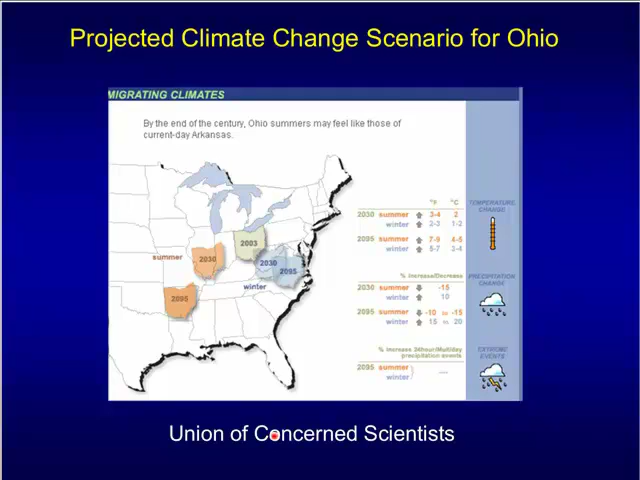 Projected Climate Change Scenario for Ohio
MIGRATING CLIMATES
By the end of the century, Ohio summers may feel like those of
current-day Arkansas.
°F °C
2030 summer 3-4 2
winter 2-3 1-2
2095 summer 7-9 4-5
winter 5-7 3-4
TEMPERATURE
CHANGE
2003
summer
2030
2030
2095
winter
2095
% Increase/Decrease
2030 summer -15
winter 10
2095 summer -10 to -15
winter 15 to 20
PRECIPITATION
CHANGE
% increase 24hour/Multiday
precipitation events
2095 summer
winter
EXTREME
EVENTS
Union of Concerned Scientists